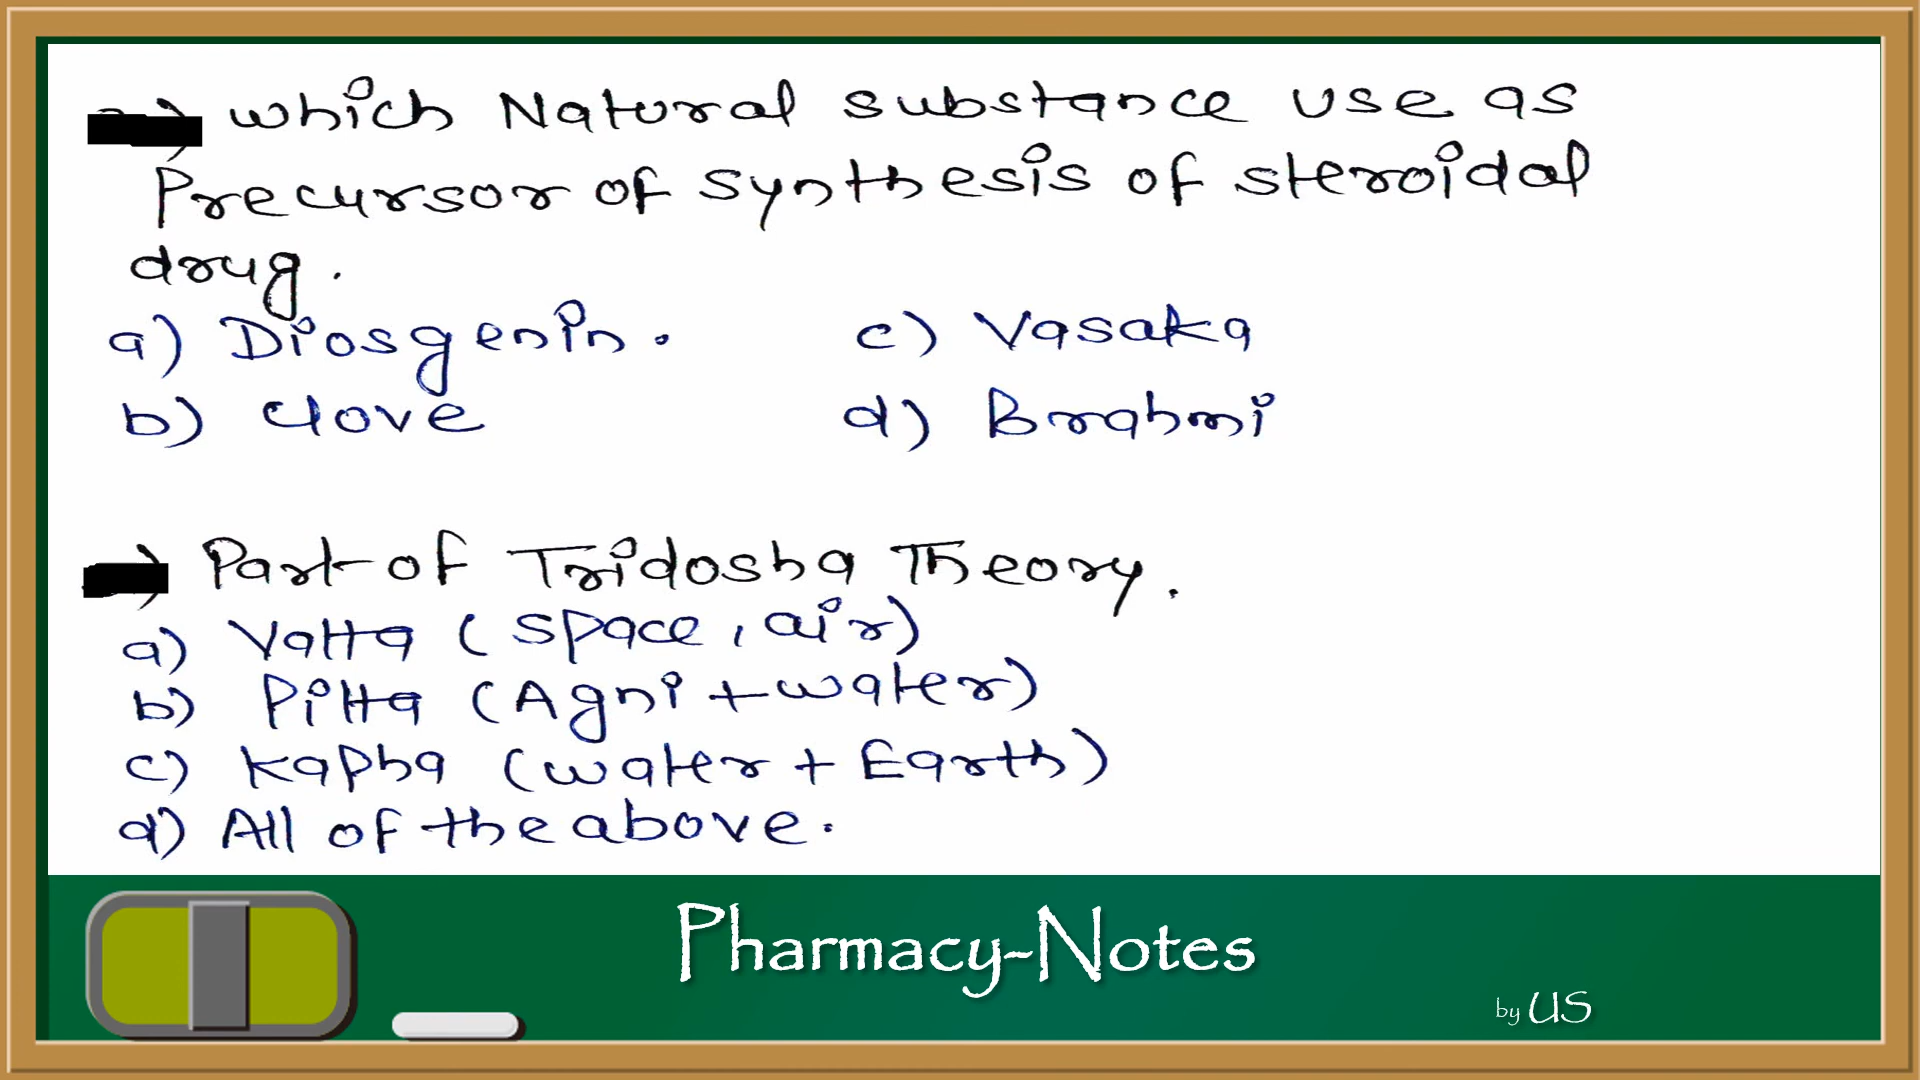 which Natural substance use as
Precursor of synthesis of steroidal
drug.
a) Diosgenin. c) Vasaka
b) clove d) Brahmi
Part of Tridosha Theory.
a) Vatta (space, air)
b) Pitta (Agni + water)
c) Kapha (water + Earth)
d) All of the above.
Pharmacy-Notes
by US